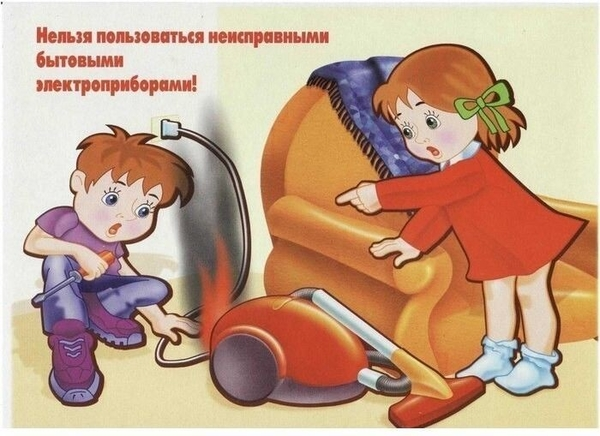 Нельзя пользоваться неисправными
бытовыми
электроприборами!